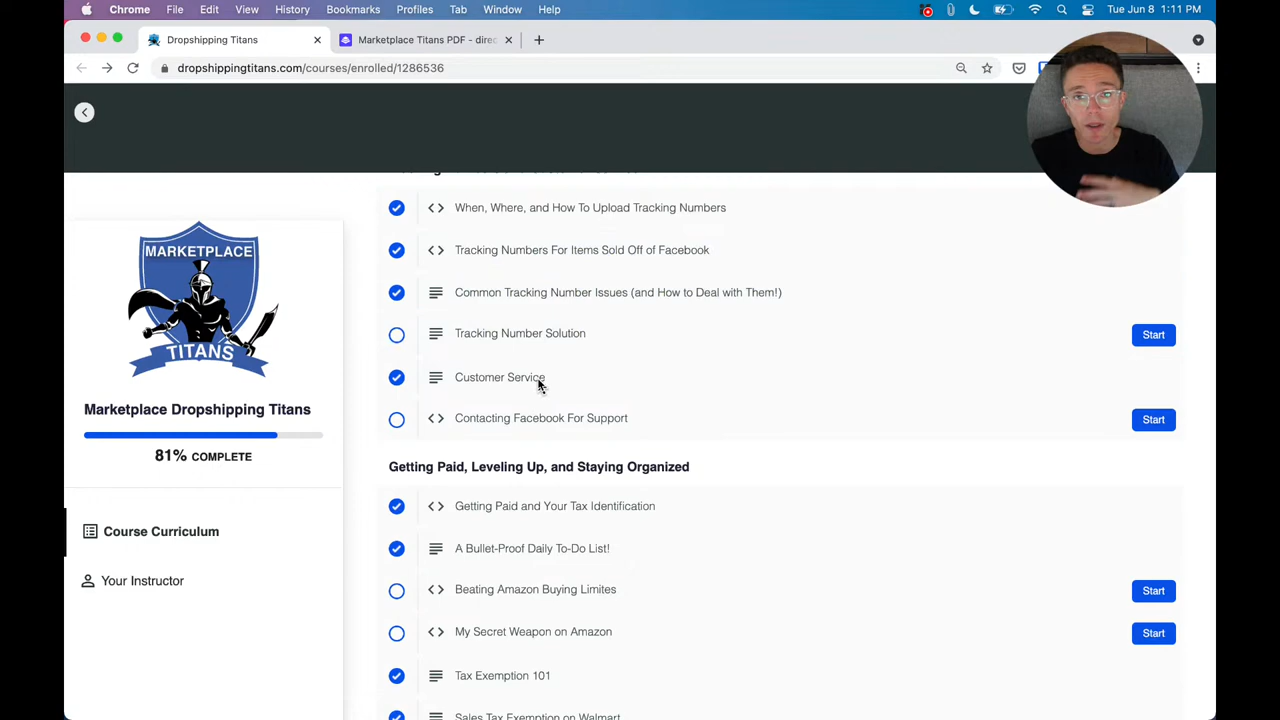 Chrome File Edit View History Bookmarks Profiles Tab Window Help Tue Jun 8 1:11 PM
Dropshipping Titans
Marketplace Titans PDF - direc
dropshippingtitans.com/courses/enrolled/1286536
When, Where, and How To Upload Tracking Numbers
Tracking Numbers For Items Sold Off of Facebook
Common Tracking Number Issues (and How to Deal with Them!)
Tracking Number Solution Start
Customer Service
Contacting Facebook For Support Start
MARKETPLACE
TITANS
Marketplace Dropshipping Titans
81% COMPLETE
Course Curriculum
Your Instructor
Getting Paid, Leveling Up, and Staying Organized
Getting Paid and Your Tax Identification
A Bullet-Proof Daily To-Do List!
Beating Amazon Buying Limites Start
My Secret Weapon on Amazon Start
Tax Exemption 101
Sales Tax Exemption on Walmart